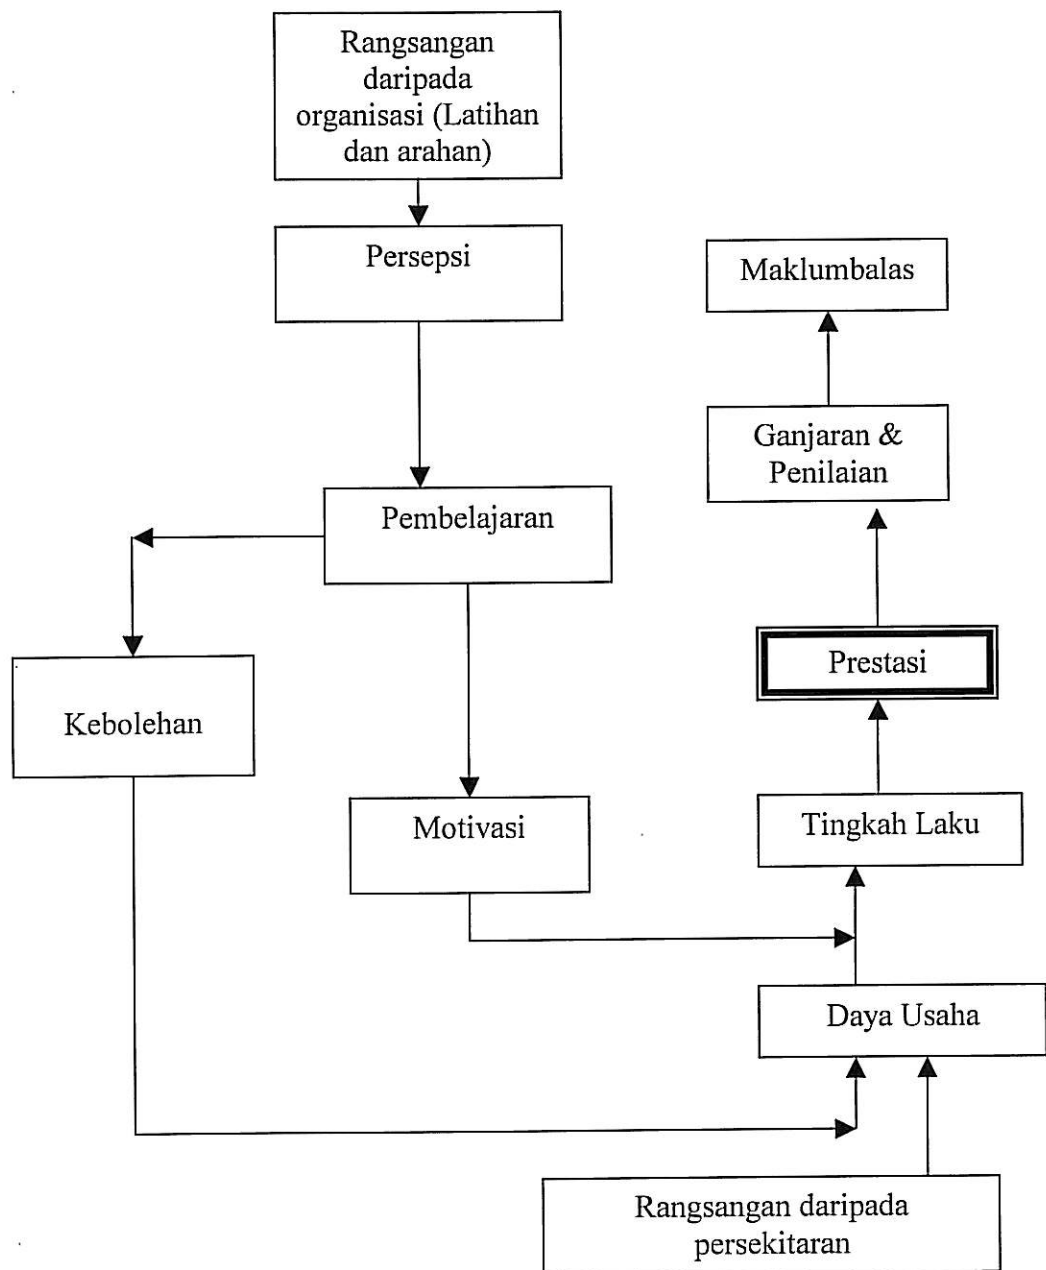 Rangsangan
daripada
organisasi (Latihan
dan arahan)
Persepsi
Maklumbalas
Ganjaran &
Penilaian
Pembelajaran
Prestasi
Kebolehan
Motivasi
Tingkah Laku
Daya Usaha
Rangsangan daripada
persekitaran